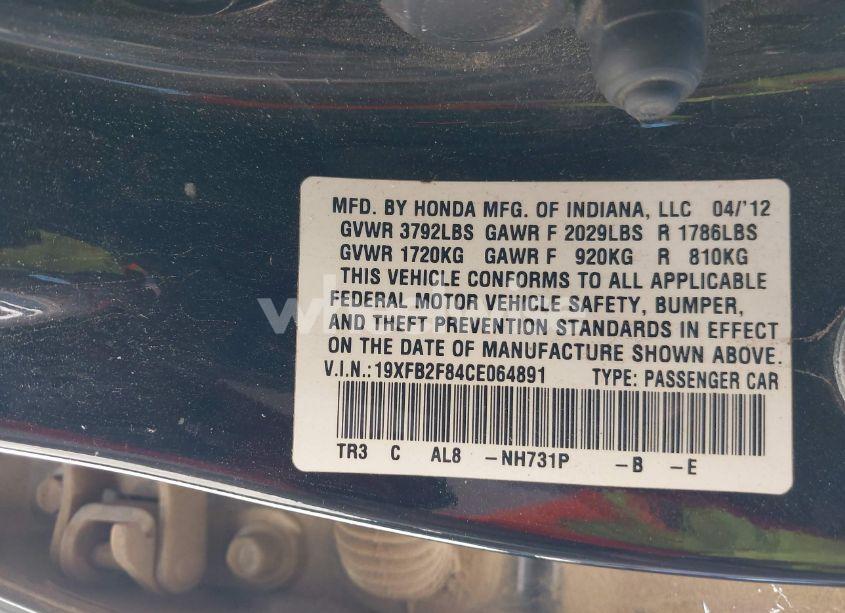 MFD. BY HONDA MFG. OF INDIANA, LLC 04/'12
GVWR 3792LBS GAWR F 2029LBS R 1786LBS
GVWR 1720KG GAWR F 920KG R 810KG
THIS VEHICLE CONFORMS TO ALL APPLICABLE
FEDERAL MOTOR VEHICLE SAFETY, BUMPER,
AND THEFT PREVENTION STANDARDS IN EFFECT
ON THE DATE OF MANUFACTURE SHOWN ABOVE.
V.I.N.:19XFB2F84CE064891 TYPE: PASSENGER CAR
TR3 C AL8 -NH731P -B -E